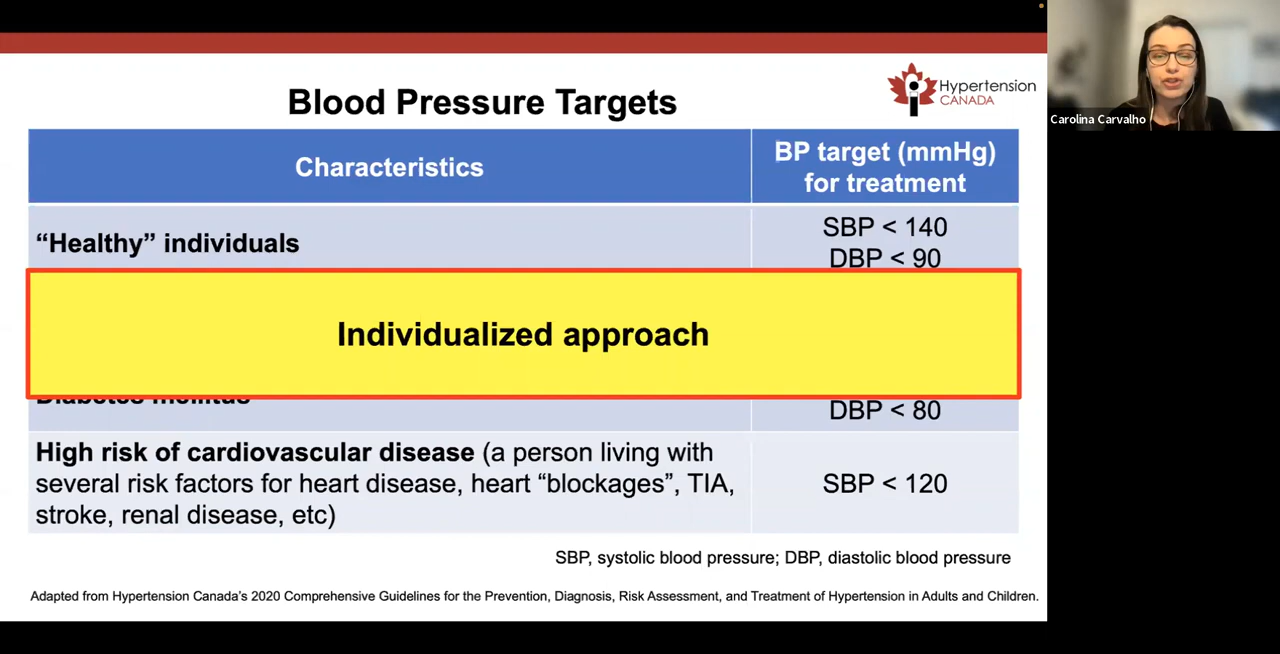 Blood Pressure Targets
Hypertension
CANADA
Carolina Carvalho
Characteristics
BP target (mmHg)
for treatment
“Healthy” individuals
SBP < 140
DBP < 90
Individualized approach
Diabetes mellitus
DBP < 80
High risk of cardiovascular disease (a person living with
several risk factors for heart disease, heart “blockages”, TIA,
stroke, renal disease, etc)
SBP < 120
SBP, systolic blood pressure; DBP, diastolic blood pressure
Adapted from Hypertension Canada’s 2020 Comprehensive Guidelines for the Prevention, Diagnosis, Risk Assessment, and Treatment of Hypertension in Adults and Children.